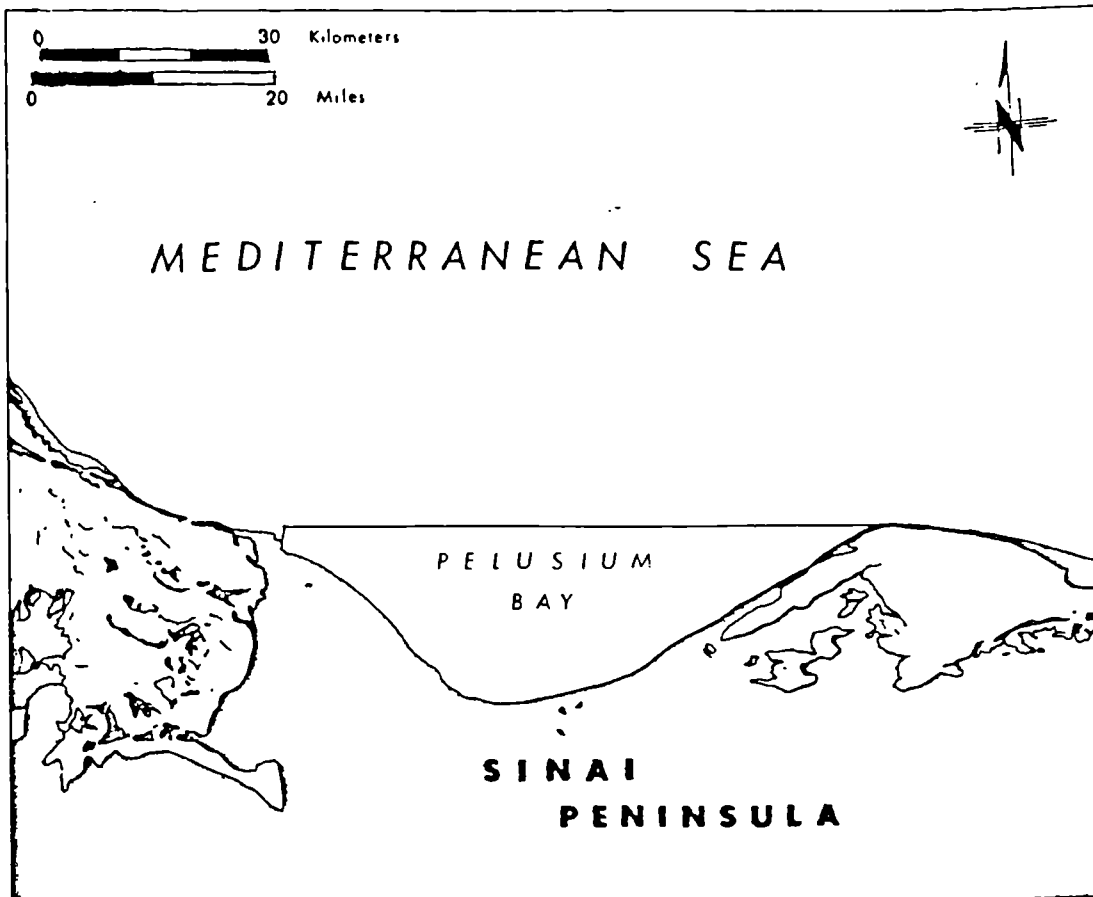 0 30 Kilometers
0 20 Miles
MEDITERRANEAN SEA
PELUSIUM
BAY
SINAI
PENINSULA